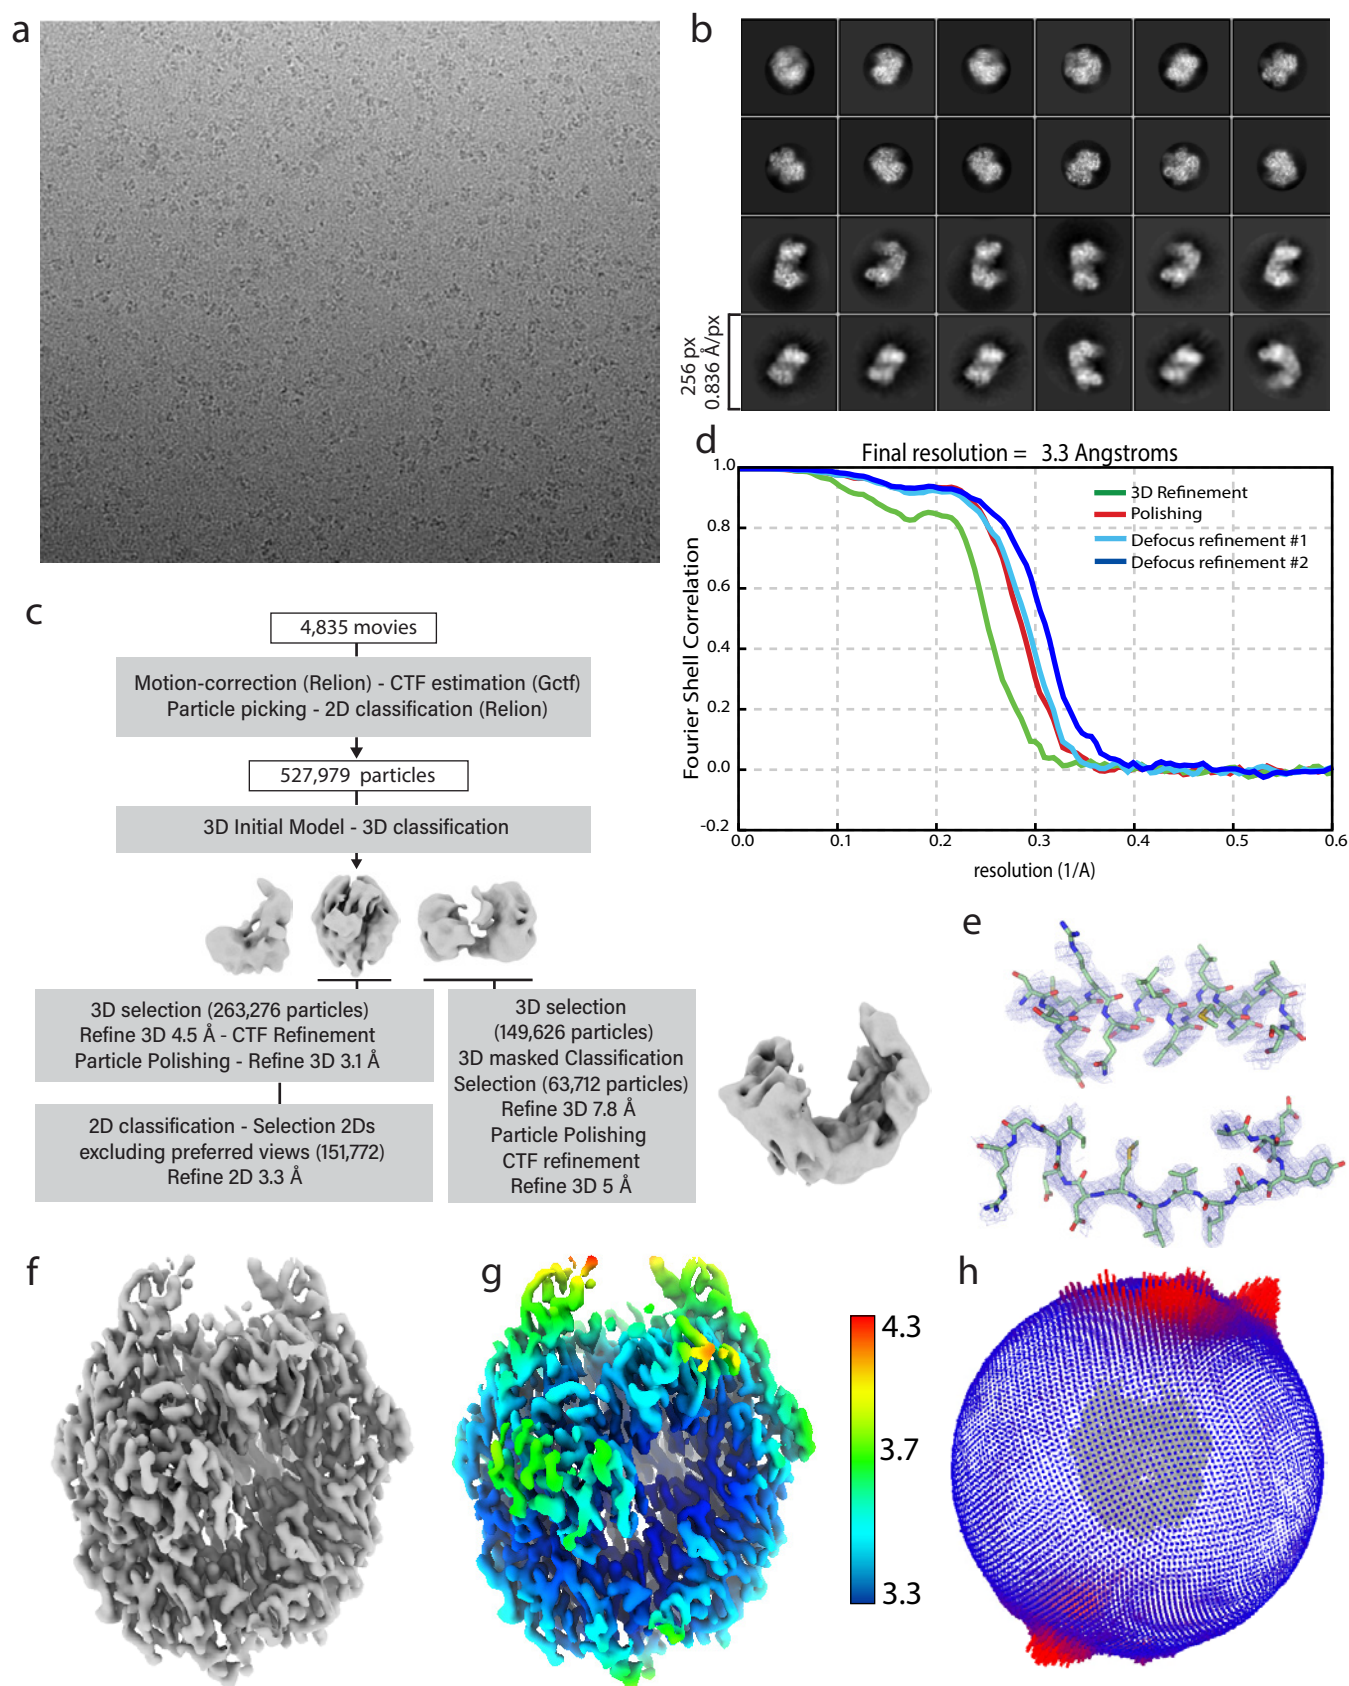 a
b
256 px
0.836 Å/px
c
4,835 movies
Motion-correction (Relion) - CTF estimation (Gctf)
Particle picking - 2D classification (Relion)
527,979 particles
3D Initial Model - 3D classification
3D selection (263,276 particles)
Refine 3D 4.5 Å - CTF Refinement
Particle Polishing - Refine 3D 3.1 Å
2D classification - Selection 2Ds
excluding preferred views (151,772)
Refine 2D 3.3 Å
3D selection
(149,626 particles)
3D masked Classification
Selection (63,712 particles)
Refine 3D 7.8 Å
Particle Polishing
CTF refinement
Refine 3D 5 Å
d
Final resolution = 3.3 Angstroms
Fourier Shell Correlation
1.0
0.8
0.6
0.4
0.2
0.0
-0.2
3D Refinement
Polishing
Defocus refinement #1
Defocus refinement #2
0.0 0.1 0.2 0.3 0.4 0.5 0.6
resolution (1/A)
e
f
g
4.3
3.7
3.3
h